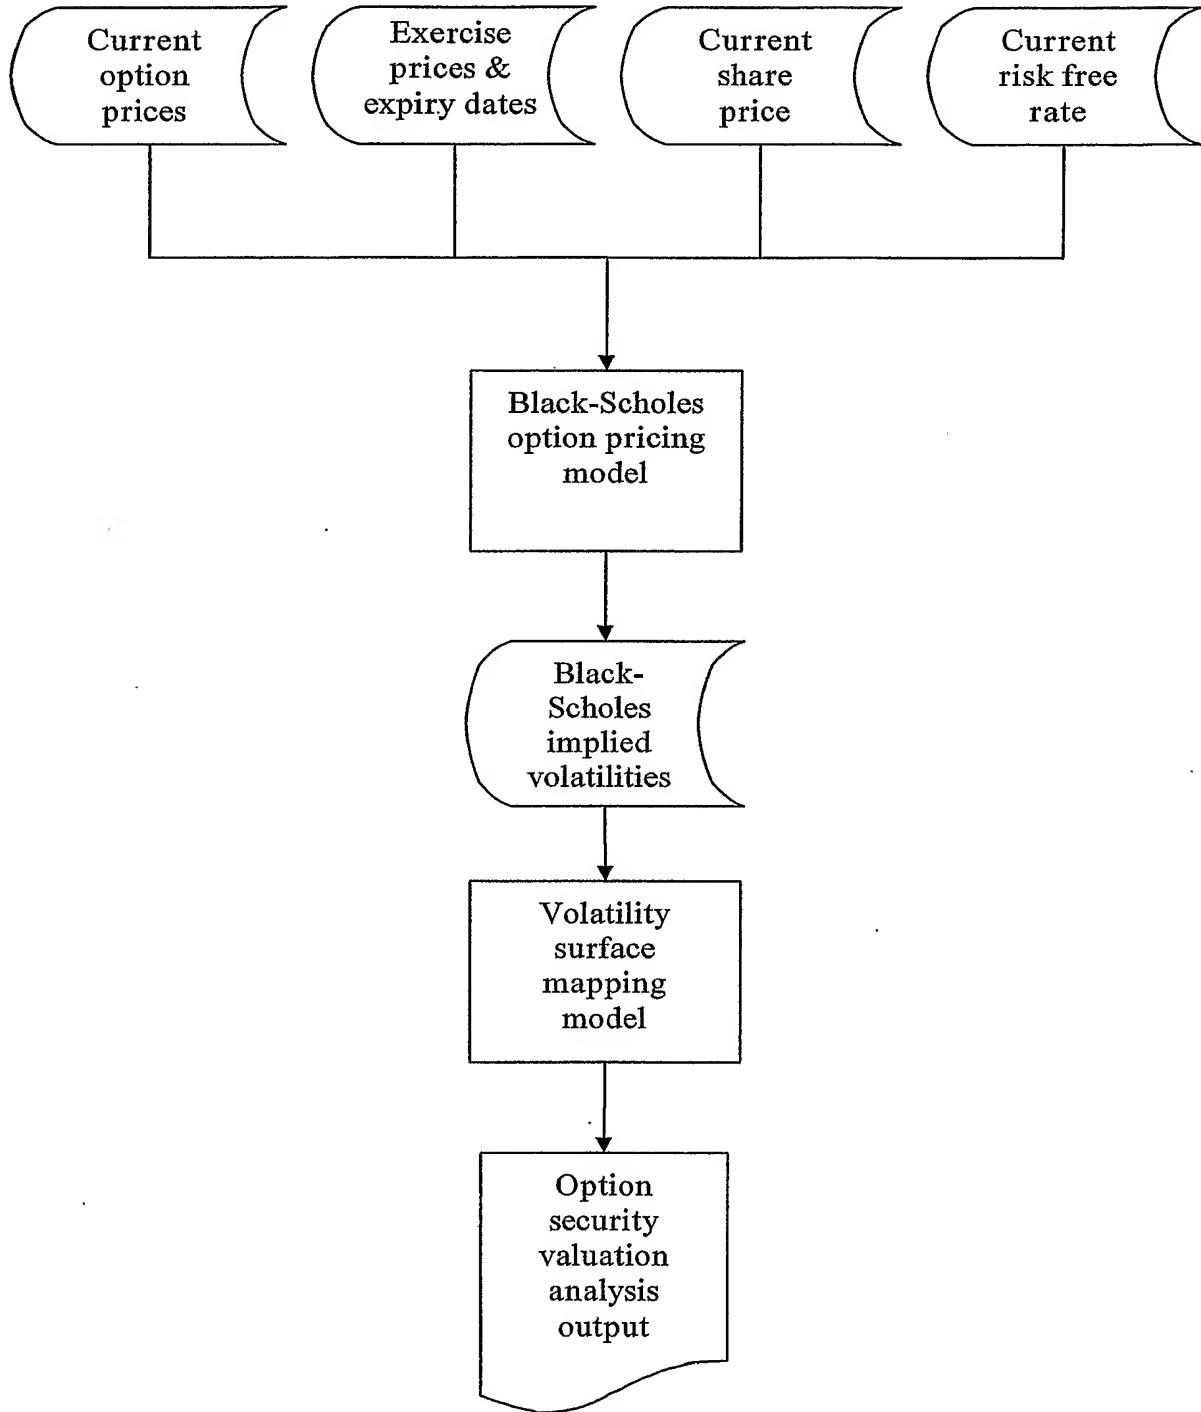 Current
option
prices
Exercise
prices &
expiry dates
Current
share
price
Current
risk free
rate
Black-Scholes
option pricing
model
Black-
Scholes
implied
volatilities
Volatility
surface
mapping
model
Option
security
valuation
analysis
output